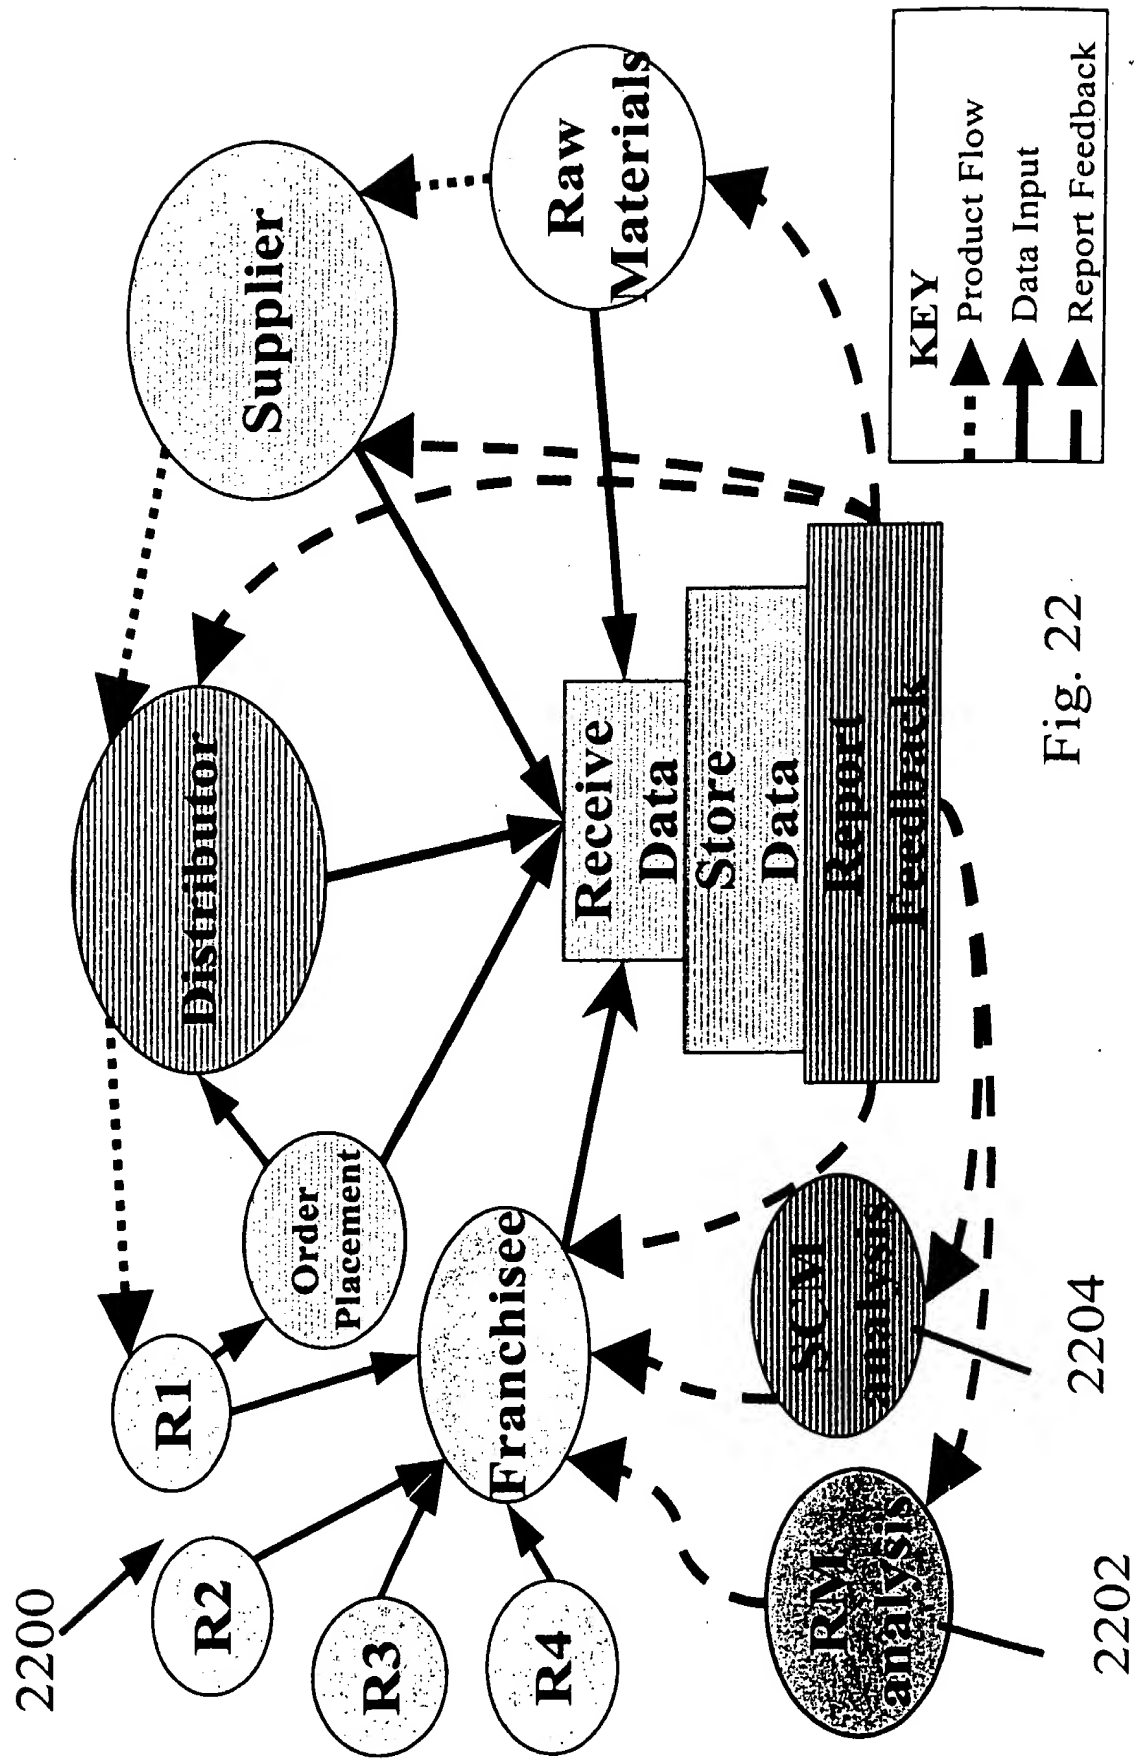 2200
R1
R2
R3
R4
Order
Placement
Distributor
Supplier
Franchisee
Raw
Materials
Receive
Data
Store
Data
Report
Feedback
RM
analysis
SCM
analysis
2202
2204
KEY
Product Flow
Data Input
Report Feedback
Fig. 22